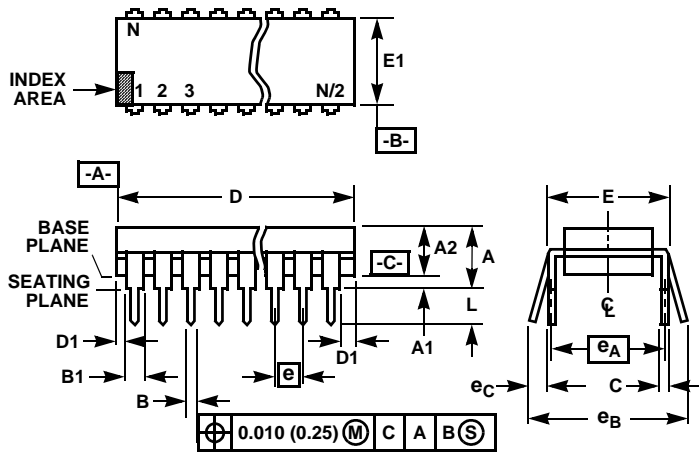 N
E1
INDEX
AREA
1 2 3 N/2
-B-
-A-
D
E
BASE
PLANE
A2
A
-C-
SEATING
PLANE
L
C L
D1
B1
A1
D1
e
eA
B
eC
C
eB
0.010 (0.25) M C A B S